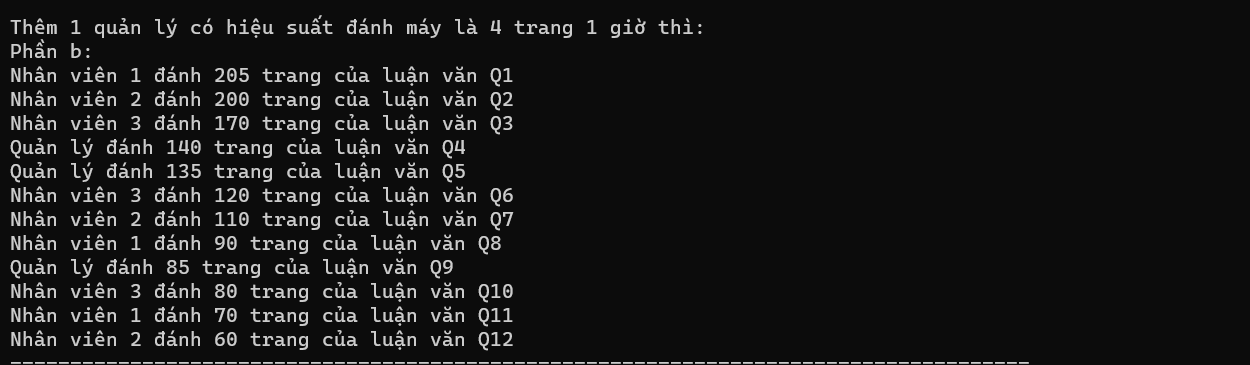 Thêm 1 quản lý có hiệu suất đánh máy là 4 trang 1 giờ thì:
Phần b:
Nhân viên 1 đánh 205 trang của luận văn Q1
Nhân viên 2 đánh 200 trang của luận văn Q2
Nhân viên 3 đánh 170 trang của luận văn Q3
Quản lý đánh 140 trang của luận văn Q4
Quản lý đánh 135 trang của luận văn Q5
Nhân viên 3 đánh 120 trang của luận văn Q6
Nhân viên 2 đánh 110 trang của luận văn Q7
Nhân viên 1 đánh 90 trang của luận văn Q8
Quản lý đánh 85 trang của luận văn Q9
Nhân viên 3 đánh 80 trang của luận văn Q10
Nhân viên 1 đánh 70 trang của luận văn Q11
Nhân viên 2 đánh 60 trang của luận văn Q12
-------------------------------------------------------------------------------------